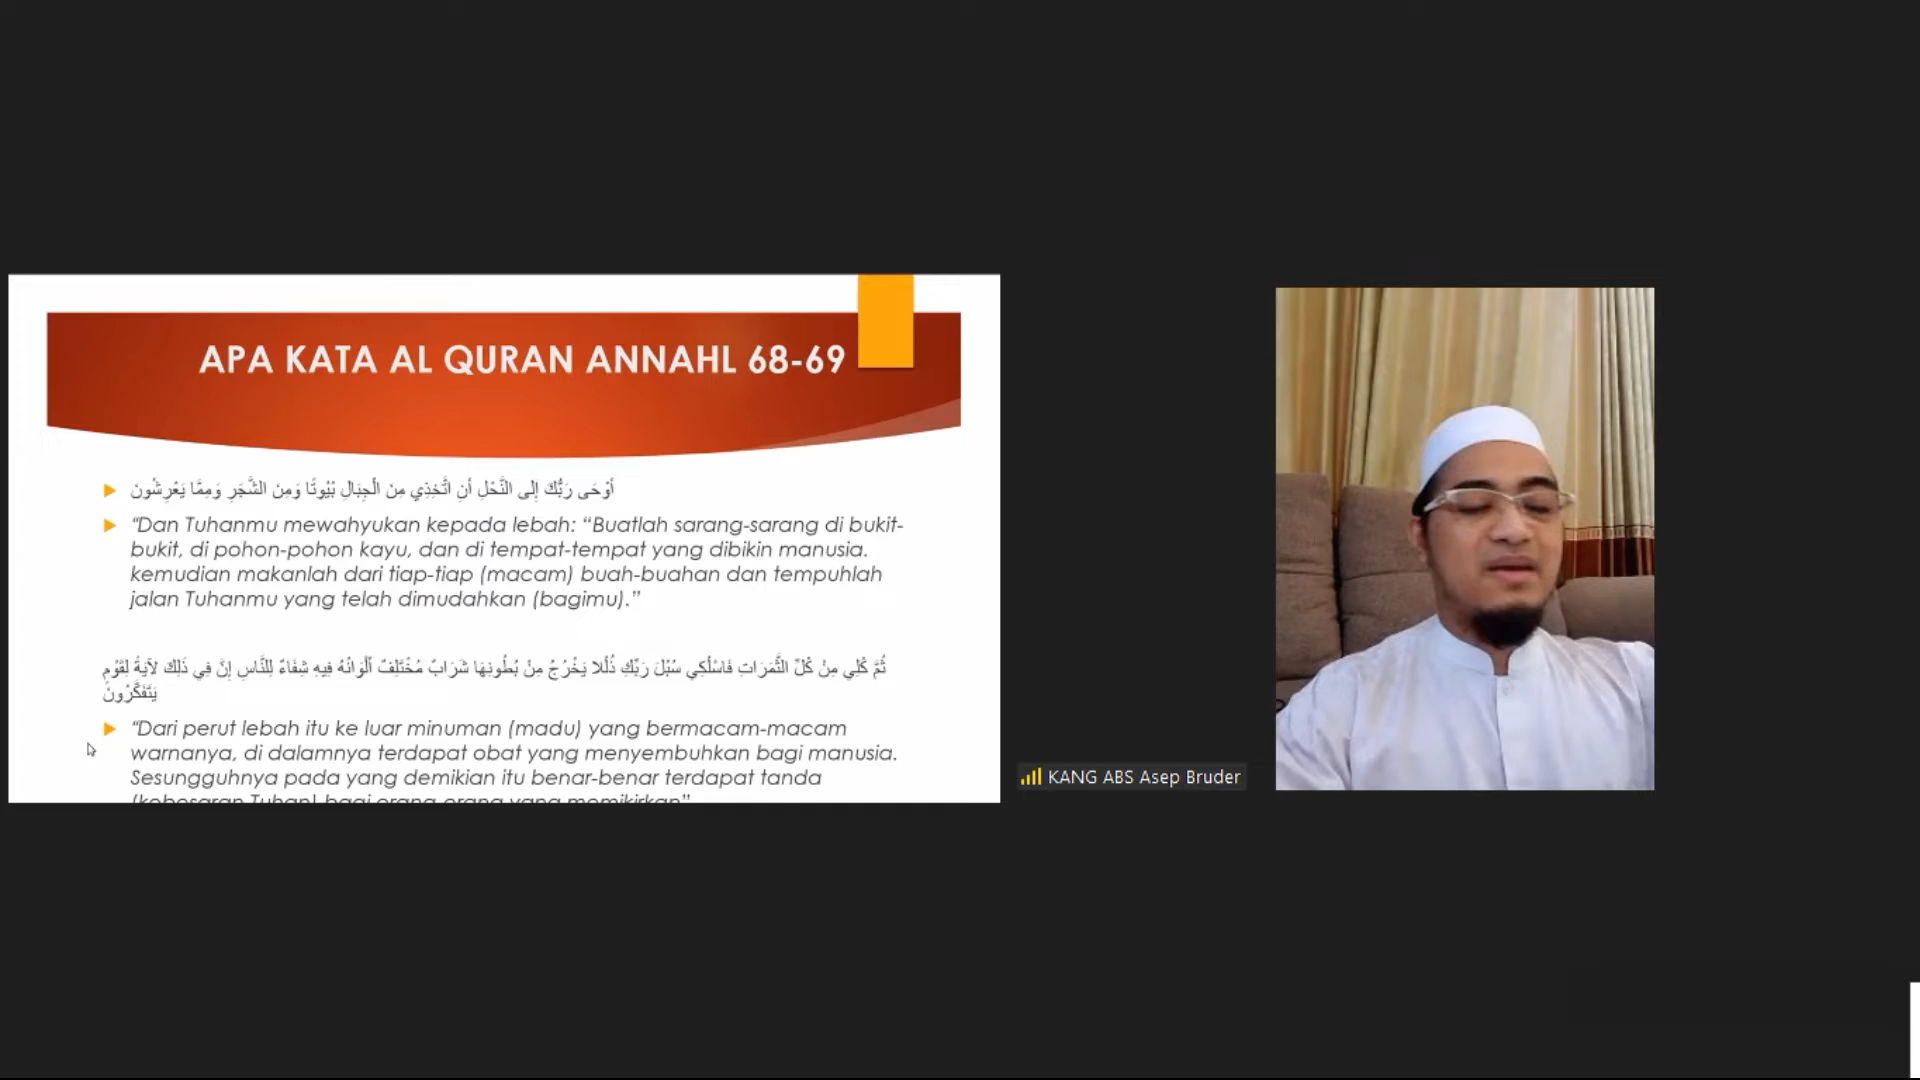 APA KATA AL QURAN ANNAHL 68-69
أوْحَى رَبُّكَ إِلَى النَّحْلِ أنِ اتَّخِذِي مِنَ الْجِبَالِ بُيُوتًا وَمِنَ الشَّجَرِ وَمِمَّا يَعْرِشُونَ
“Dan Tuhanmu mewahyukan kepada lebah: “Buatlah sarang-sarang di bukit-
bukit, di pohon-pohon kayu, dan di tempat-tempat yang dibikin manusia.
kemudian makanlah dari tiap-tiap (macam) buah-buahan dan tempuhlah
jalan Tuhanmu yang telah dimudahkan (bagimu).”
ثُمَّ كُلِي مِنْ كُلِّ الثَّمَرَاتِ فَاسْلُكِي سُبُلَ رَبِّكِ ذُلُلا يَخْرُجُ مِنْ بُطُونِهَا شَرَابٌ مُخْتَلِفٌ ألْوَانُهُ فِيهِ شِفَاءٌ لِلنَّاسِ إِنَّ فِي ذَلِكَ لآيَةً لِقَوْمٍ
يَتَفَكَّرُونَ
“Dari perut lebah itu ke luar minuman (madu) yang bermacam-macam
warnanya, di dalamnya terdapat obat yang menyembuhkan bagi manusia.
Sesungguhnya pada yang demikian itu benar-benar terdapat tanda
(kebesaran Tuhan) bagi orang-orang yang memikirkan”
KANG ABS Asep Bruder